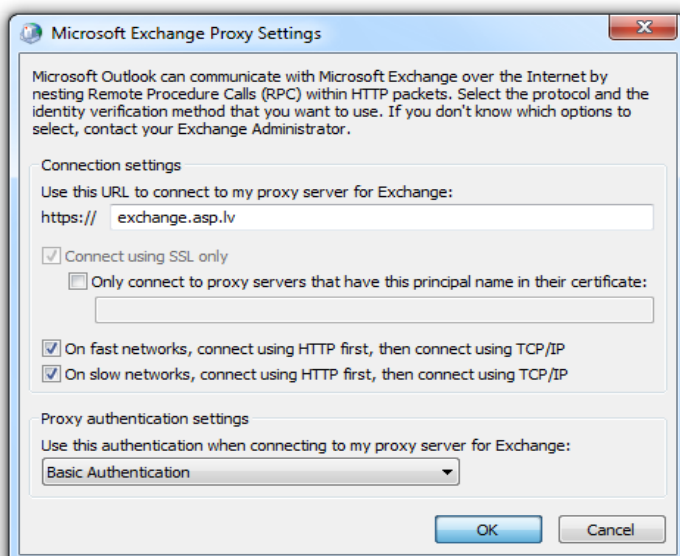 Microsoft Exchange Proxy Settings
Microsoft Outlook can communicate with Microsoft Exchange over the Internet by
nesting Remote Procedure Calls (RPC) within HTTP packets. Select the protocol and the
identity verification method that you want to use. If you don't know which options to
select, contact your Exchange Administrator.
Connection settings
Use this URL to connect to my proxy server for Exchange:
https:// exchange.asp.lv
Connect using SSL only
Only connect to proxy servers that have this principal name in their certificate:
On fast networks, connect using HTTP first, then connect using TCP/IP
On slow networks, connect using HTTP first, then connect using TCP/IP
Proxy authentication settings
Use this authentication when connecting to my proxy server for Exchange:
Basic Authentication
OK Cancel